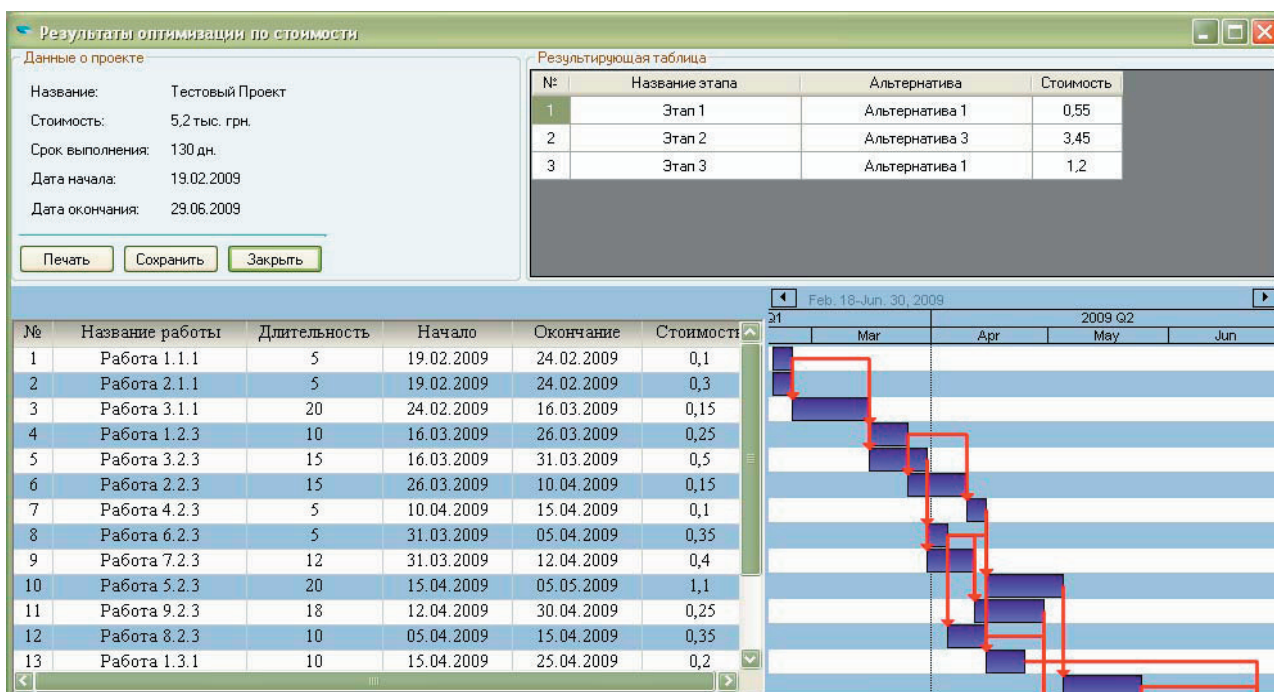 Результаты оптимизации по стоимости
Данные о проекте
Название: Тестовый Проект
Стоимость: 5,2 тыс. грн.
Срок выполнения: 130 дн.
Дата начала: 19.02.2009
Дата окончания: 29.06.2009
Печать Сохранить Закрыть
Результирующая таблица
№ Название этапа Альтернатива Стоимость
1 Этап 1 Альтернатива 1 0,55
2 Этап 2 Альтернатива 3 3,45
3 Этап 3 Альтернатива 1 1,2
Feb. 18-Jun. 30, 2009
Q1 2009 Q2
Mar Apr May Jun
№ Название работы Длительность Начало Окончание Стоимость
1 Работа 1.1.1 5 19.02.2009 24.02.2009 0,1
2 Работа 2.1.1 5 19.02.2009 24.02.2009 0,3
3 Работа 3.1.1 20 24.02.2009 16.03.2009 0,15
4 Работа 1.2.3 10 16.03.2009 26.03.2009 0,25
5 Работа 3.2.3 15 16.03.2009 31.03.2009 0,5
6 Работа 2.2.3 15 26.03.2009 10.04.2009 0,15
7 Работа 4.2.3 5 10.04.2009 15.04.2009 0,1
8 Работа 6.2.3 5 31.03.2009 05.04.2009 0,35
9 Работа 7.2.3 12 31.03.2009 12.04.2009 0,4
10 Работа 5.2.3 20 15.04.2009 05.05.2009 1,1
11 Работа 9.2.3 18 12.04.2009 30.04.2009 0,25
12 Работа 8.2.3 10 05.04.2009 15.04.2009 0,35
13 Работа 1.3.1 10 15.04.2009 25.04.2009 0,2